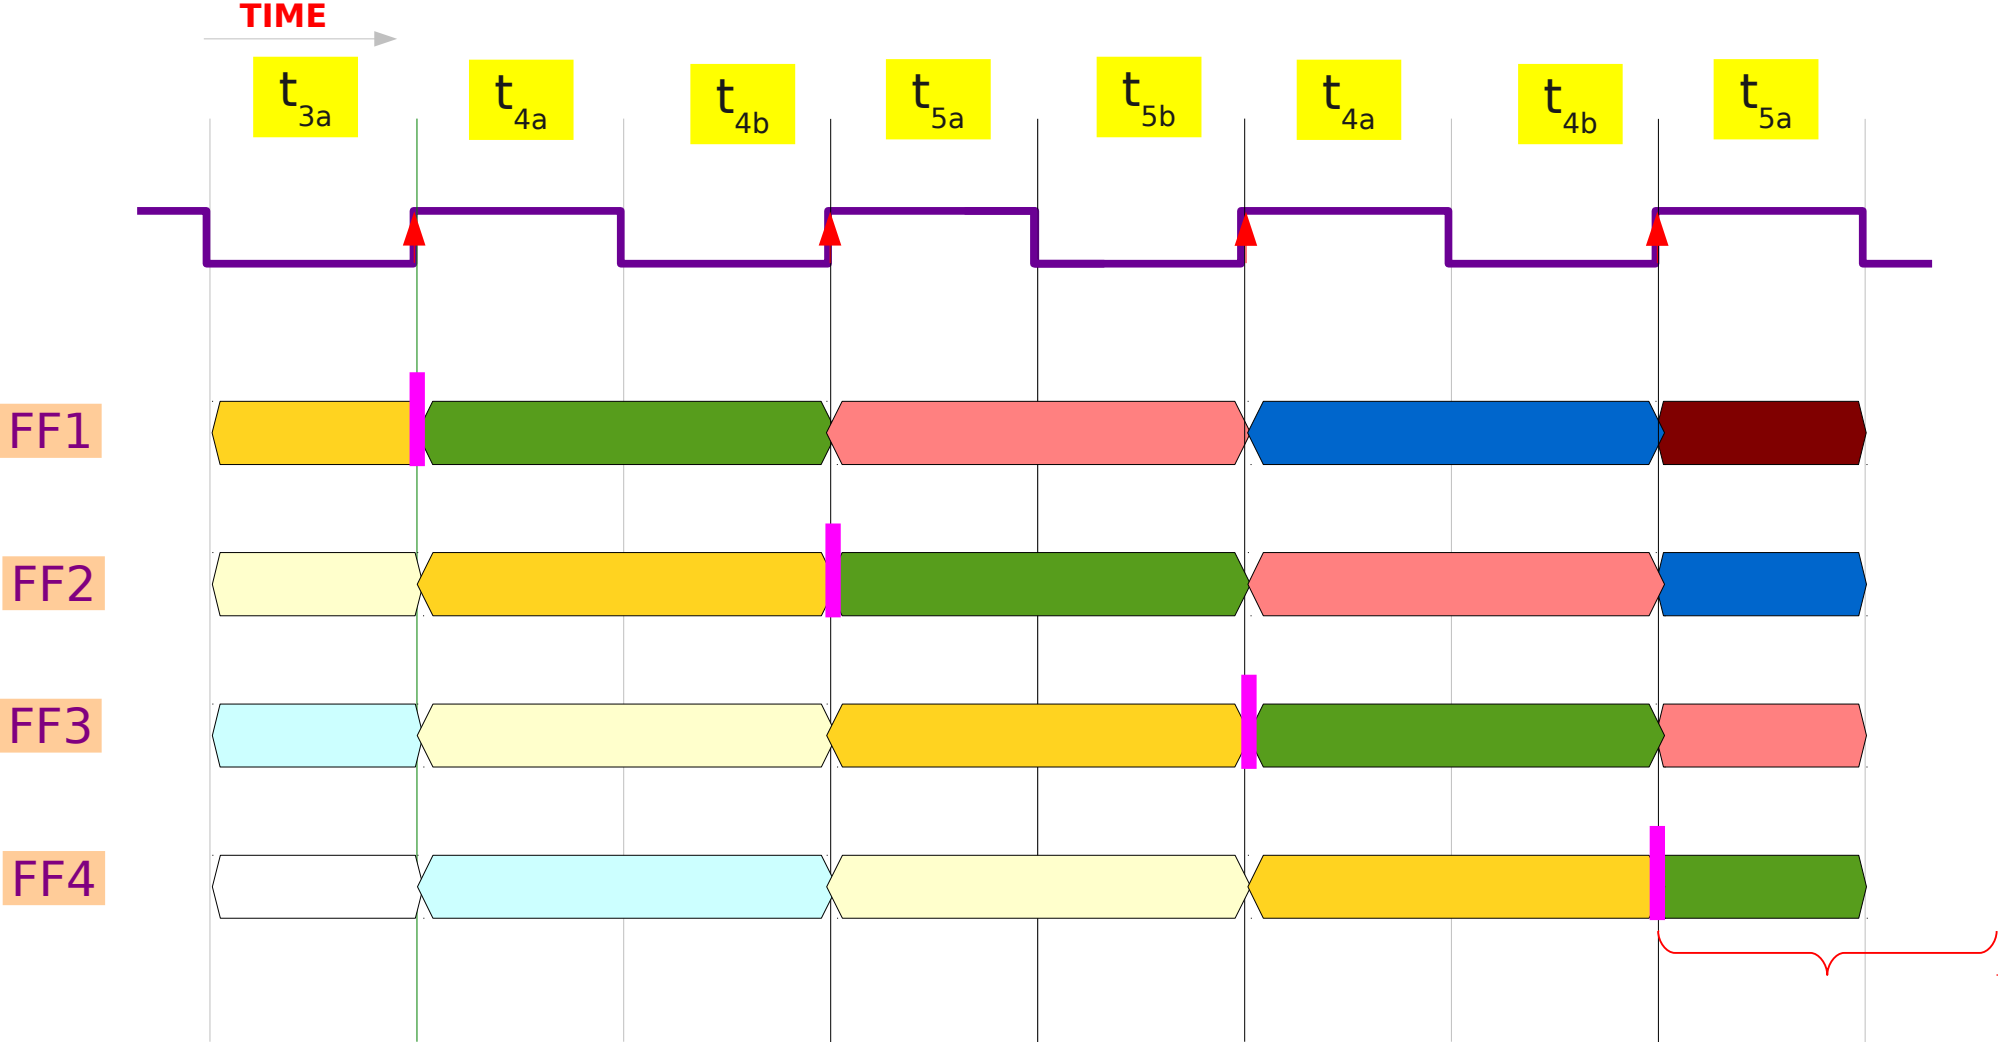 TIME
t3a t4a t4b t5a t5b t4a t4b t5a
FF1
FF2
FF3
FF4